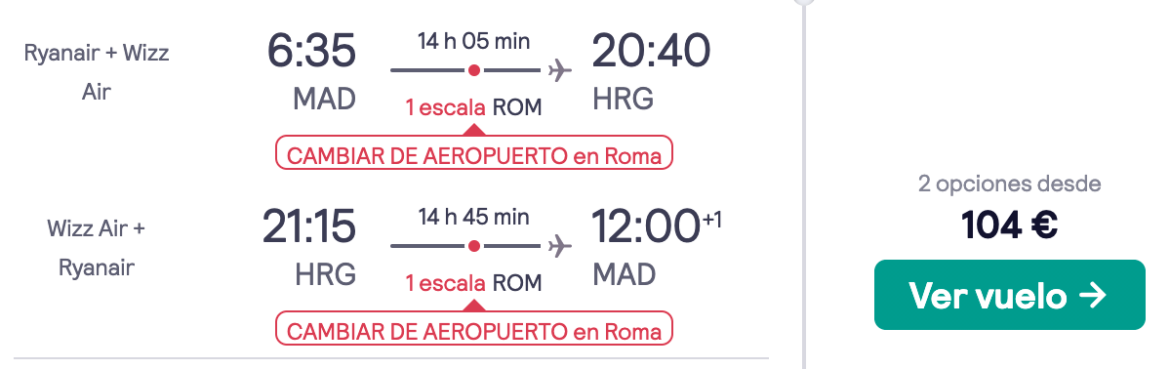 Ryanair + Wizz
Air
6:35
MAD
14 h 05 min
1 escala ROM
20:40
HRG
CAMBIAR DE AEROPUERTO en Roma
Wizz Air +
Ryanair
21:15
HRG
14 h 45 min
1 escala ROM
12:00+1
MAD
CAMBIAR DE AEROPUERTO en Roma
2 opciones desde
104 €
Ver vuelo →